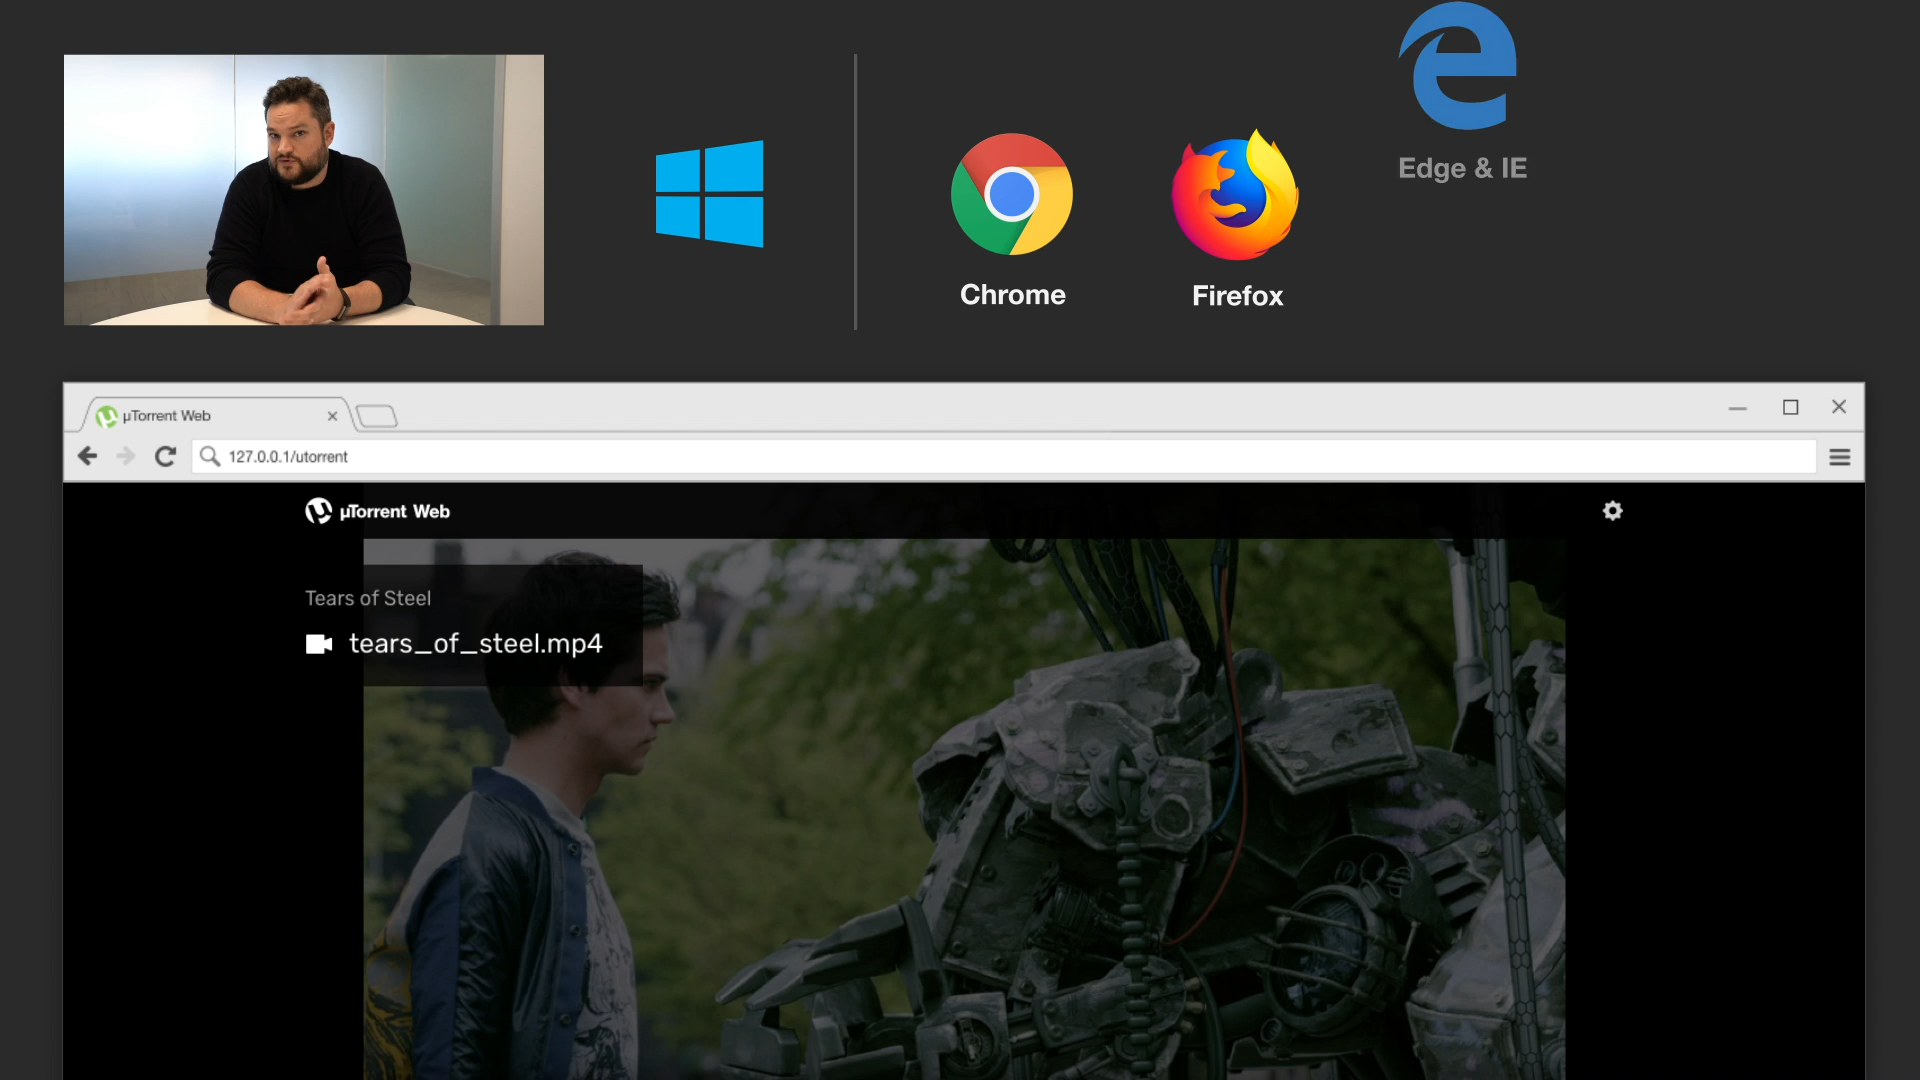 Edge & IE
Chrome
Firefox
µTorrent Web
127.0.0.1/utorrent
µTorrent Web
Tears of Steel
tears_of_steel.mp4